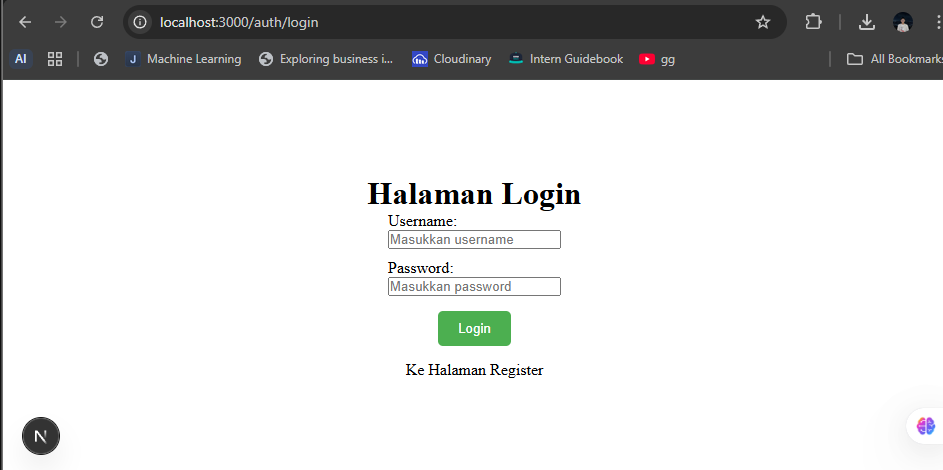 localhost:3000/auth/login
AI J Machine Learning Exploring business i... Cloudinary Intern Guidebook gg All Bookmarks
Halaman Login
Username:
Masukkan username
Password:
Masukkan password
Login
Ke Halaman Register
N